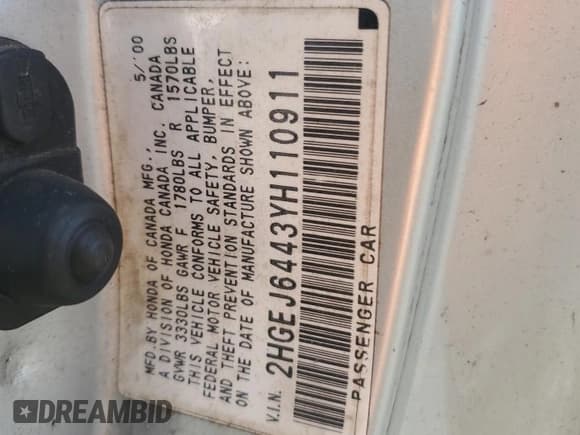 MFD. BY HONDA OF CANADA MFG., 5/'00
A DIVISION OF HONDA CANADA INC. CANADA
GVWR 3330LBS GAWR F 1780LBS R 1570LBS
THIS VEHICLE CONFORMS TO ALL APPLICABLE
FEDERAL MOTOR VEHICLE SAFETY, BUMPER,
AND THEFT PREVENTION STANDARDS IN EFFECT
ON THE DATE OF MANUFACTURE SHOWN ABOVE:
V.I.N. 2HGEJ6443YH110911
PASSENGER CAR
DREAMBID